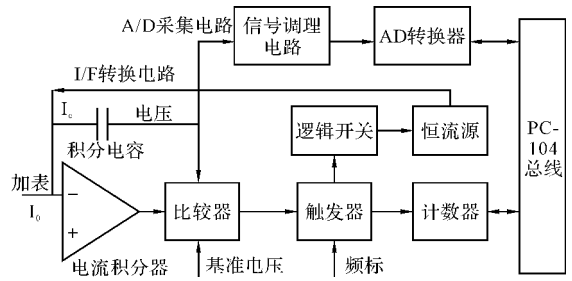 A/D采集电路
信号调理
电路
AD转换器
I/F转换电路
Ic
电压
积分电容
逻辑开关
恒流源
PC-
104
总线
加表
I0
−
+
比较器
触发器
计数器
电流积分器
基准电压
频标